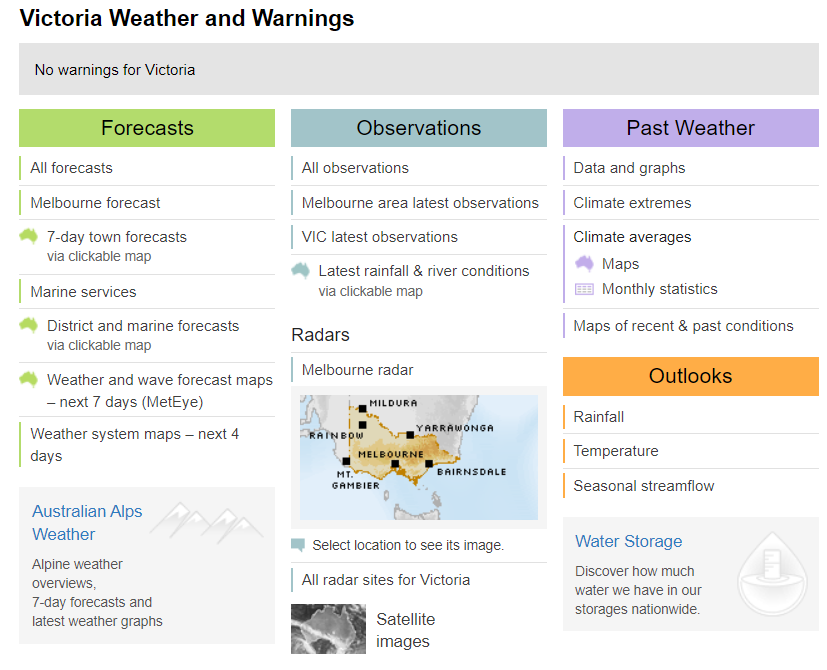 Victoria Weather and Warnings
No warnings for Victoria
Forecasts
All forecasts
Melbourne forecast
7-day town forecasts
via clickable map
Marine services
District and marine forecasts
via clickable map
Weather and wave forecast maps
– next 7 days (MetEye)
Weather system maps – next 4
days
Australian Alps
Weather
Alpine weather
overviews,
7-day forecasts and
latest weather graphs
Observations
All observations
Melbourne area latest observations
VIC latest observations
Latest rainfall & river conditions
via clickable map
Radars
Melbourne radar
MILDURA
RAINBOW
YARRAWONGA
MELBOURNE
MT.
GAMBIER
BAIRNSDALE
Select location to see its image.
All radar sites for Victoria
Satellite
images
Past Weather
Data and graphs
Climate extremes
Climate averages
Maps
Monthly statistics
Maps of recent & past conditions
Outlooks
Rainfall
Temperature
Seasonal streamflow
Water Storage
Discover how much
water we have in our
storages nationwide.